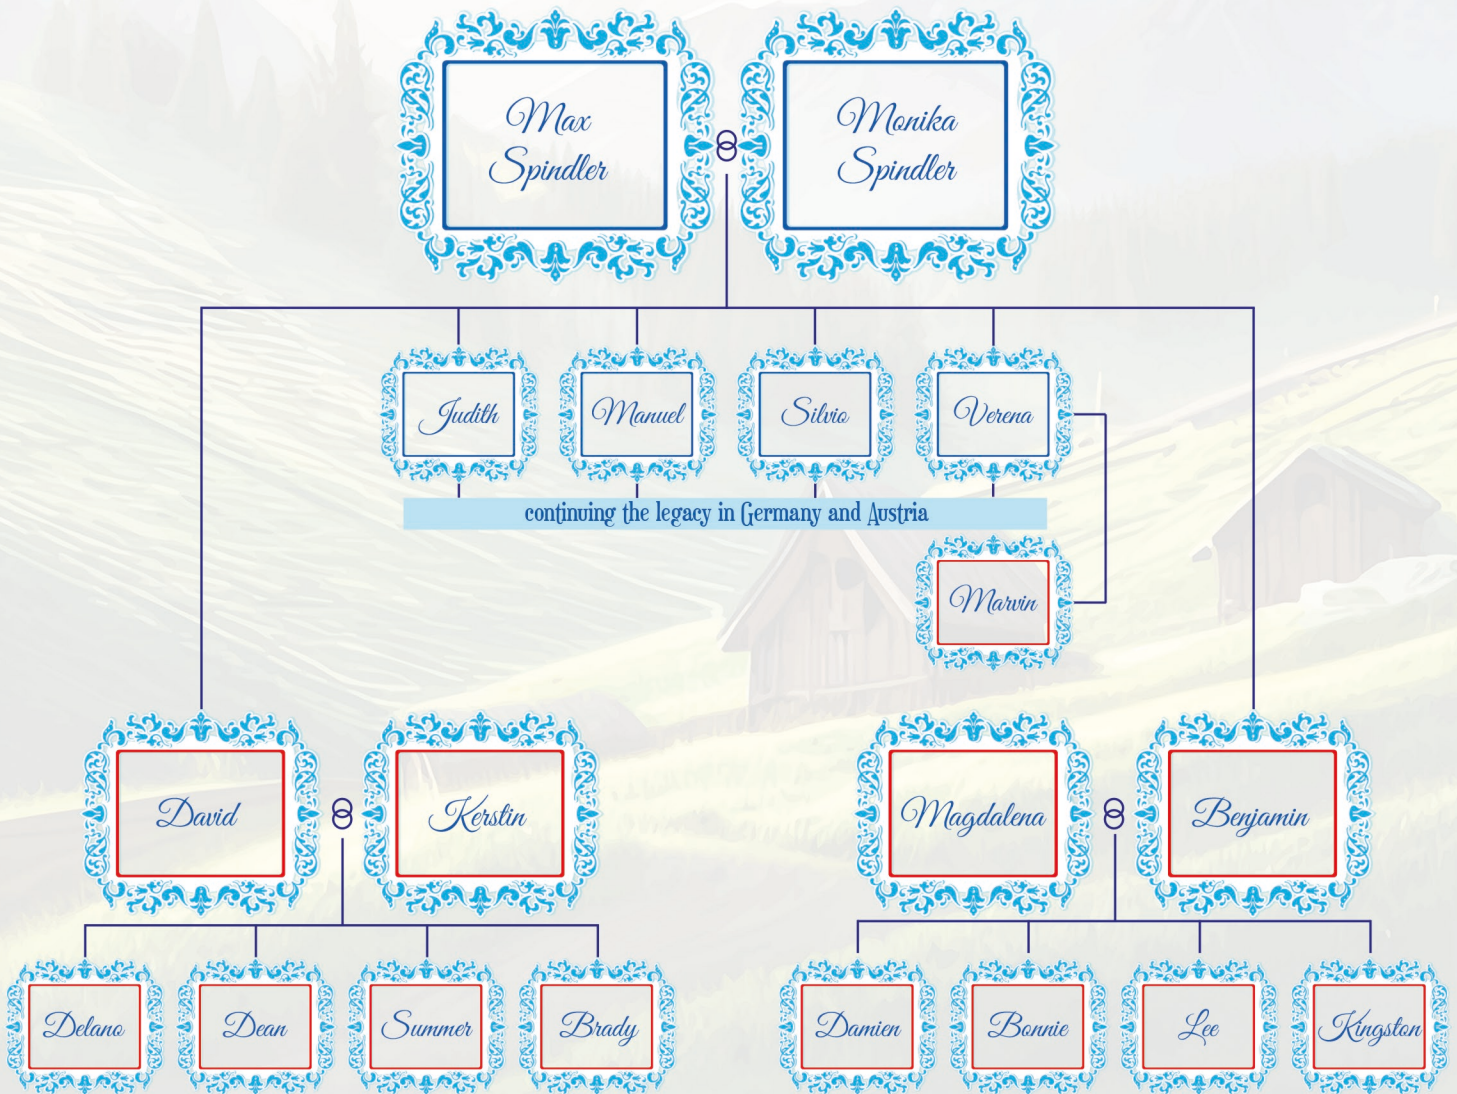 Max
Spindler
Monika
Spindler
Judith
Manuel
Silvio
Verena
continuing the legacy in Germany and Austria
Marvin
David
Kerstin
Magdalena
Benjamin
Delano
Dean
Summer
Brady
Damien
Bonnie
Lee
Kingston